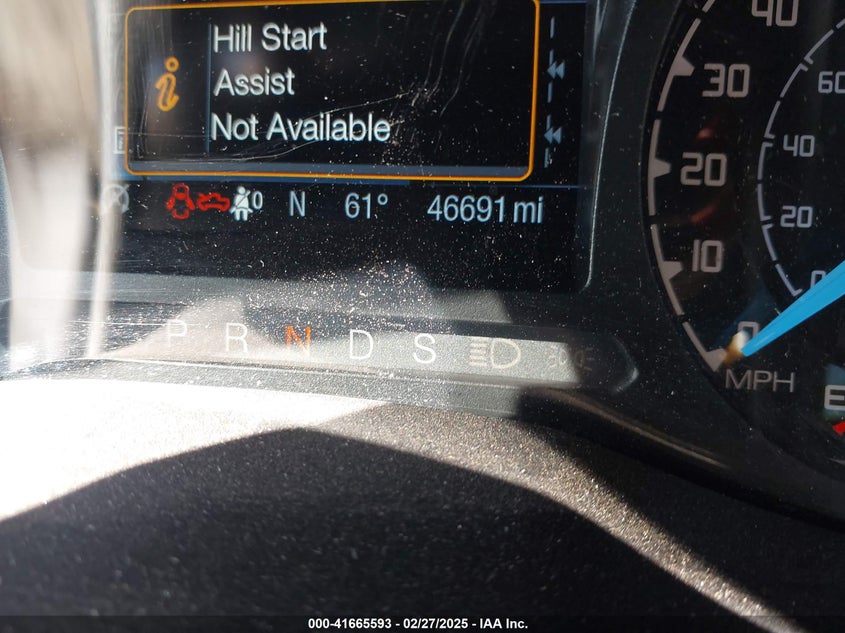 Hill Start
Assist
Not Available
0 N 61° 46691 mi
P R N D S
40
30
20
10
0
MPH
60
40
20
0
E
000-41665593 - 02/27/2025 - IAA Inc.